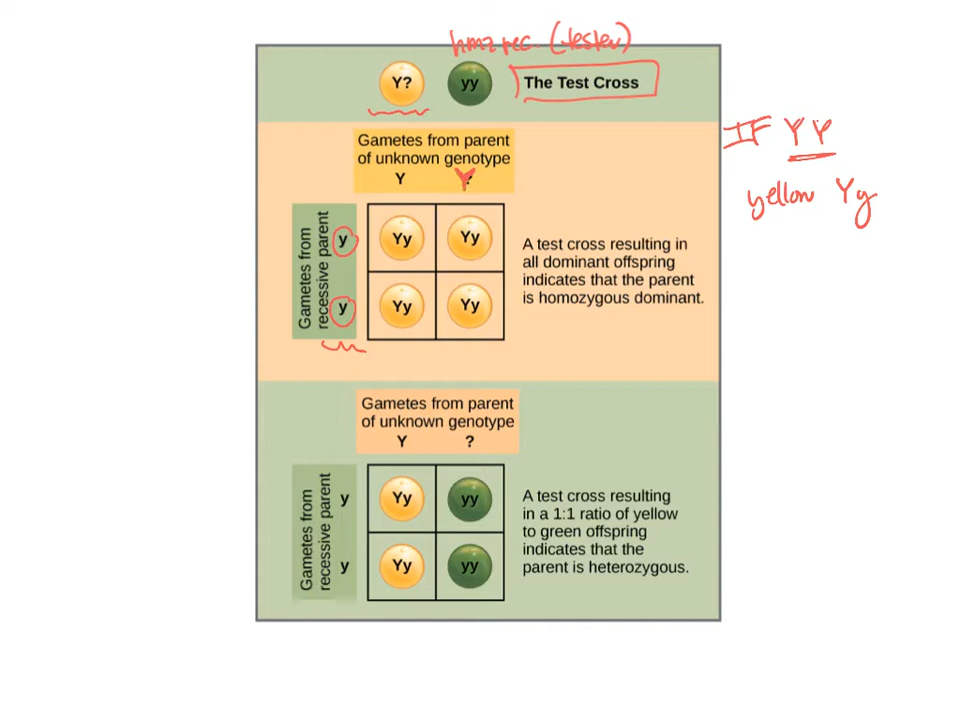 hmz rec. (tester)
Y? yy The Test Cross
IF YY
yellow Yy
Gametes from parent
of unknown genotype
Y Y
Gametes from
recessive parent
y
y
Yy Yy
Yy Yy
A test cross resulting in
all dominant offspring
indicates that the parent
is homozygous dominant.
Gametes from parent
of unknown genotype
Y ?
Gametes from
recessive parent
y
y
Yy yy
Yy yy
A test cross resulting
in a 1:1 ratio of yellow
to green offspring
indicates that the
parent is heterozygous.